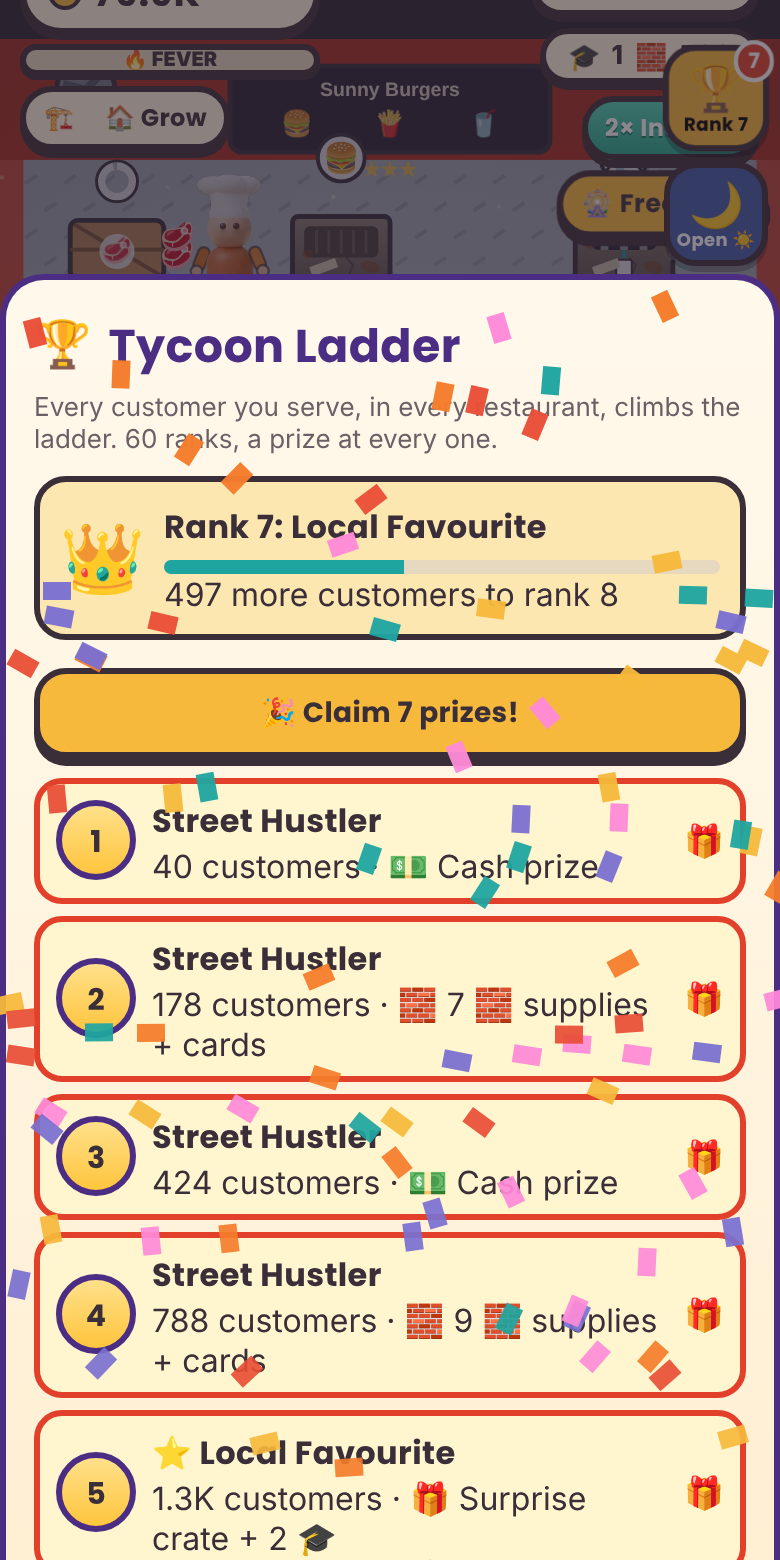 FEVER
1
7
Grow
Sunny Burgers
Rank 7
Open
Tycoon Ladder
Every customer you serve, in every restaurant, climbs the
ladder. 60 ranks, a prize at every one.
Rank 7: Local Favourite
497 more customers to rank 8
Claim 7 prizes!
1
Street Hustler
40 customers · Cash prize
2
Street Hustler
178 customers · 7 supplies
+ cards
3
Street Hustler
424 customers · Cash prize
4
Street Hustler
788 customers · 9 supplies
+ cards
5
Local Favourite
1.3K customers · Surprise
crate + 2